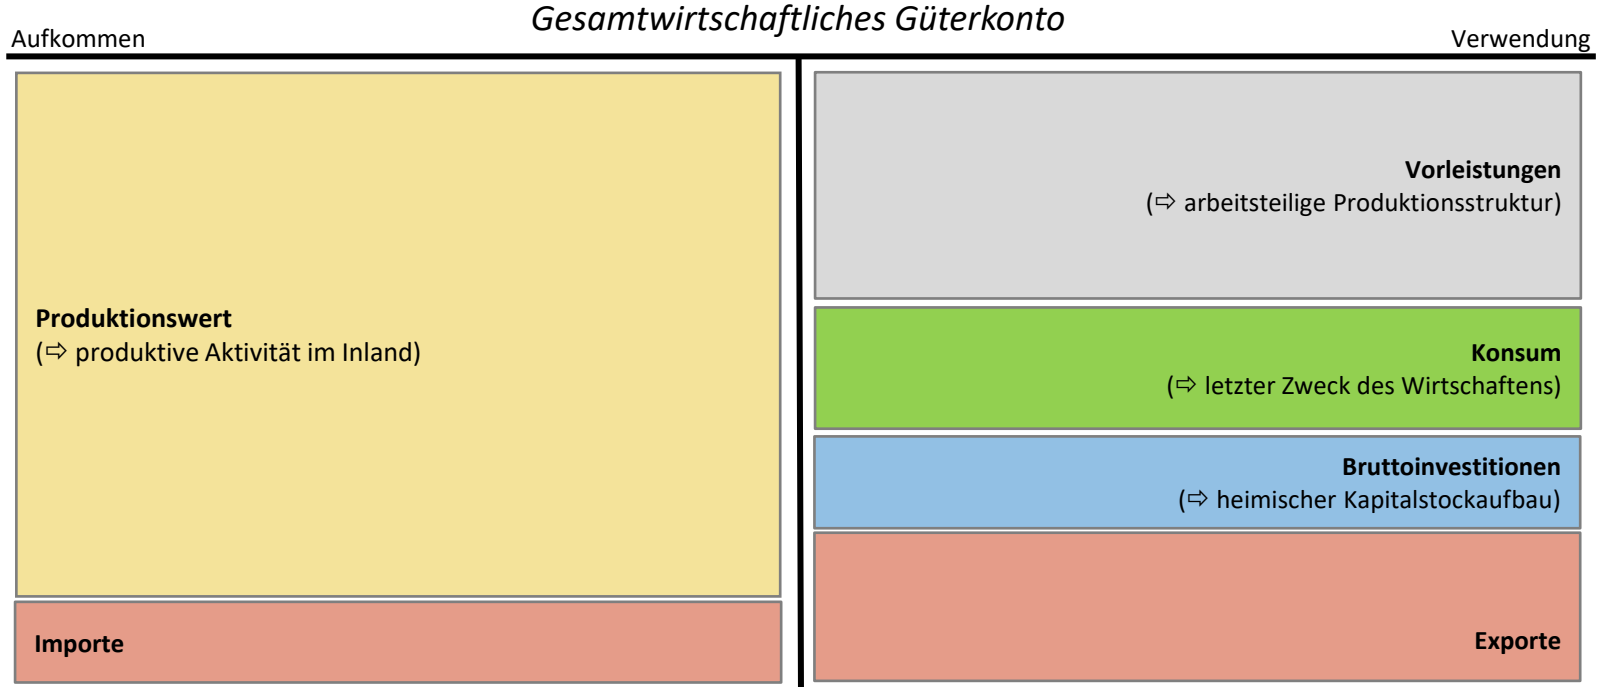 Gesamtwirtschaftliches Güterkonto
Aufkommen
Verwendung
Produktionswert
(⇨ produktive Aktivität im Inland)
Importe
Vorleistungen
(⇨ arbeitsteilige Produktionsstruktur)
Konsum
(⇨ letzter Zweck des Wirtschaftens)
Bruttoinvestitionen
(⇨ heimischer Kapitalstockaufbau)
Exporte